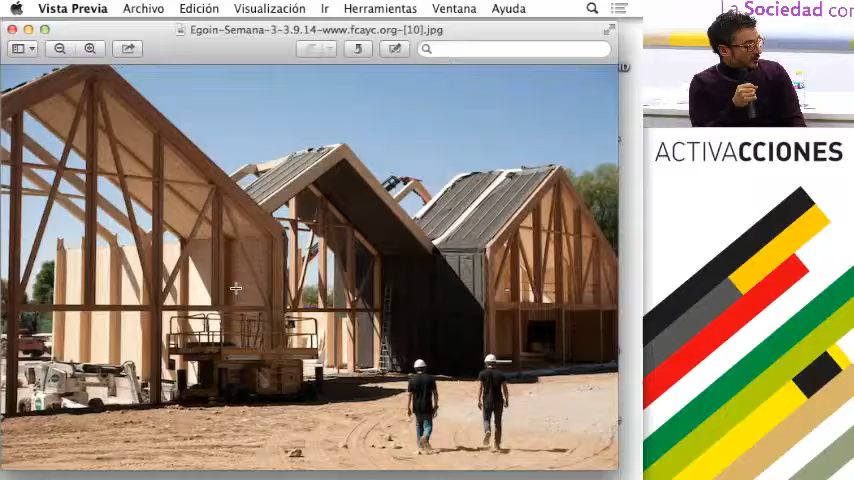 Vista Previa Archivo Edición Visualización Ir Herramientas Ventana Ayuda
Egoin-Semana-3-3.9.14-www.fcayc.org-[10].jpg
La Sociedad con
ACTIVACCIONES